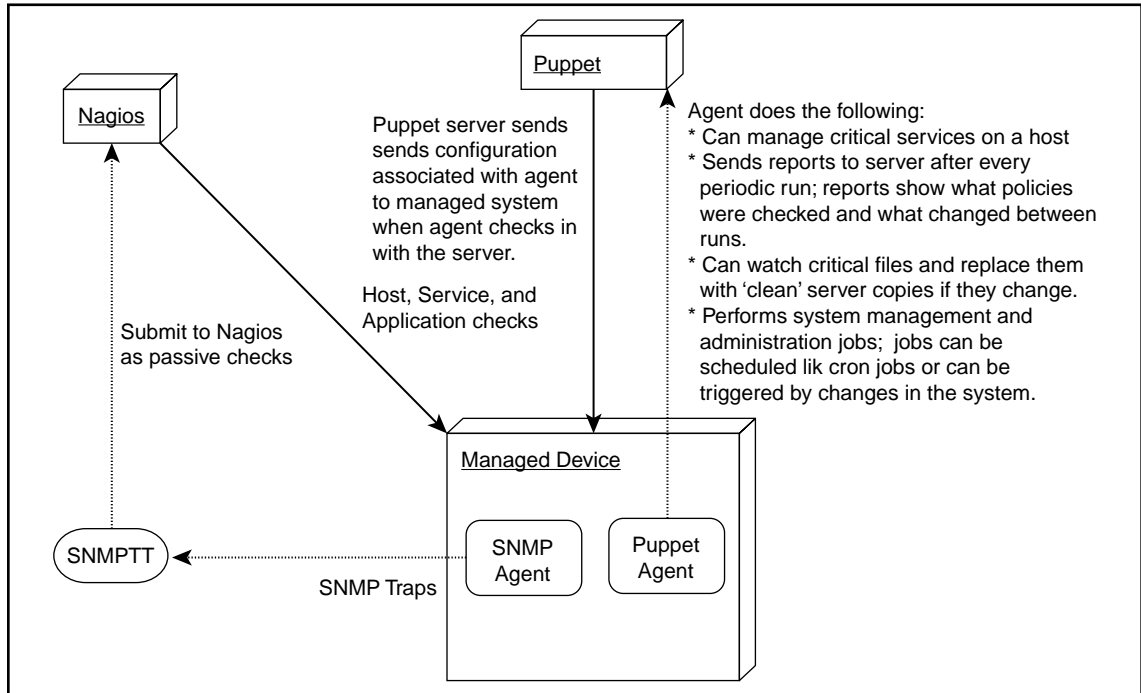 Puppet
Nagios
Puppet server sends
sends configuration
associated with agent
to managed system
when agent checks in
with the server.
Agent does the following:
* Can manage critical services on a host
* Sends reports to server after every
periodic run; reports show what policies
were checked and what changed between
runs.
* Can watch critical files and replace them
with ‘clean’ server copies if they change.
* Performs system management and
administration jobs;  jobs can be
scheduled lik cron jobs or can be
triggered by changes in the system.
Host, Service, and
Application checks
Submit to Nagios
as passive checks
Managed Device
SNMPTT
SNMP
Agent
Puppet
Agent
SNMP Traps